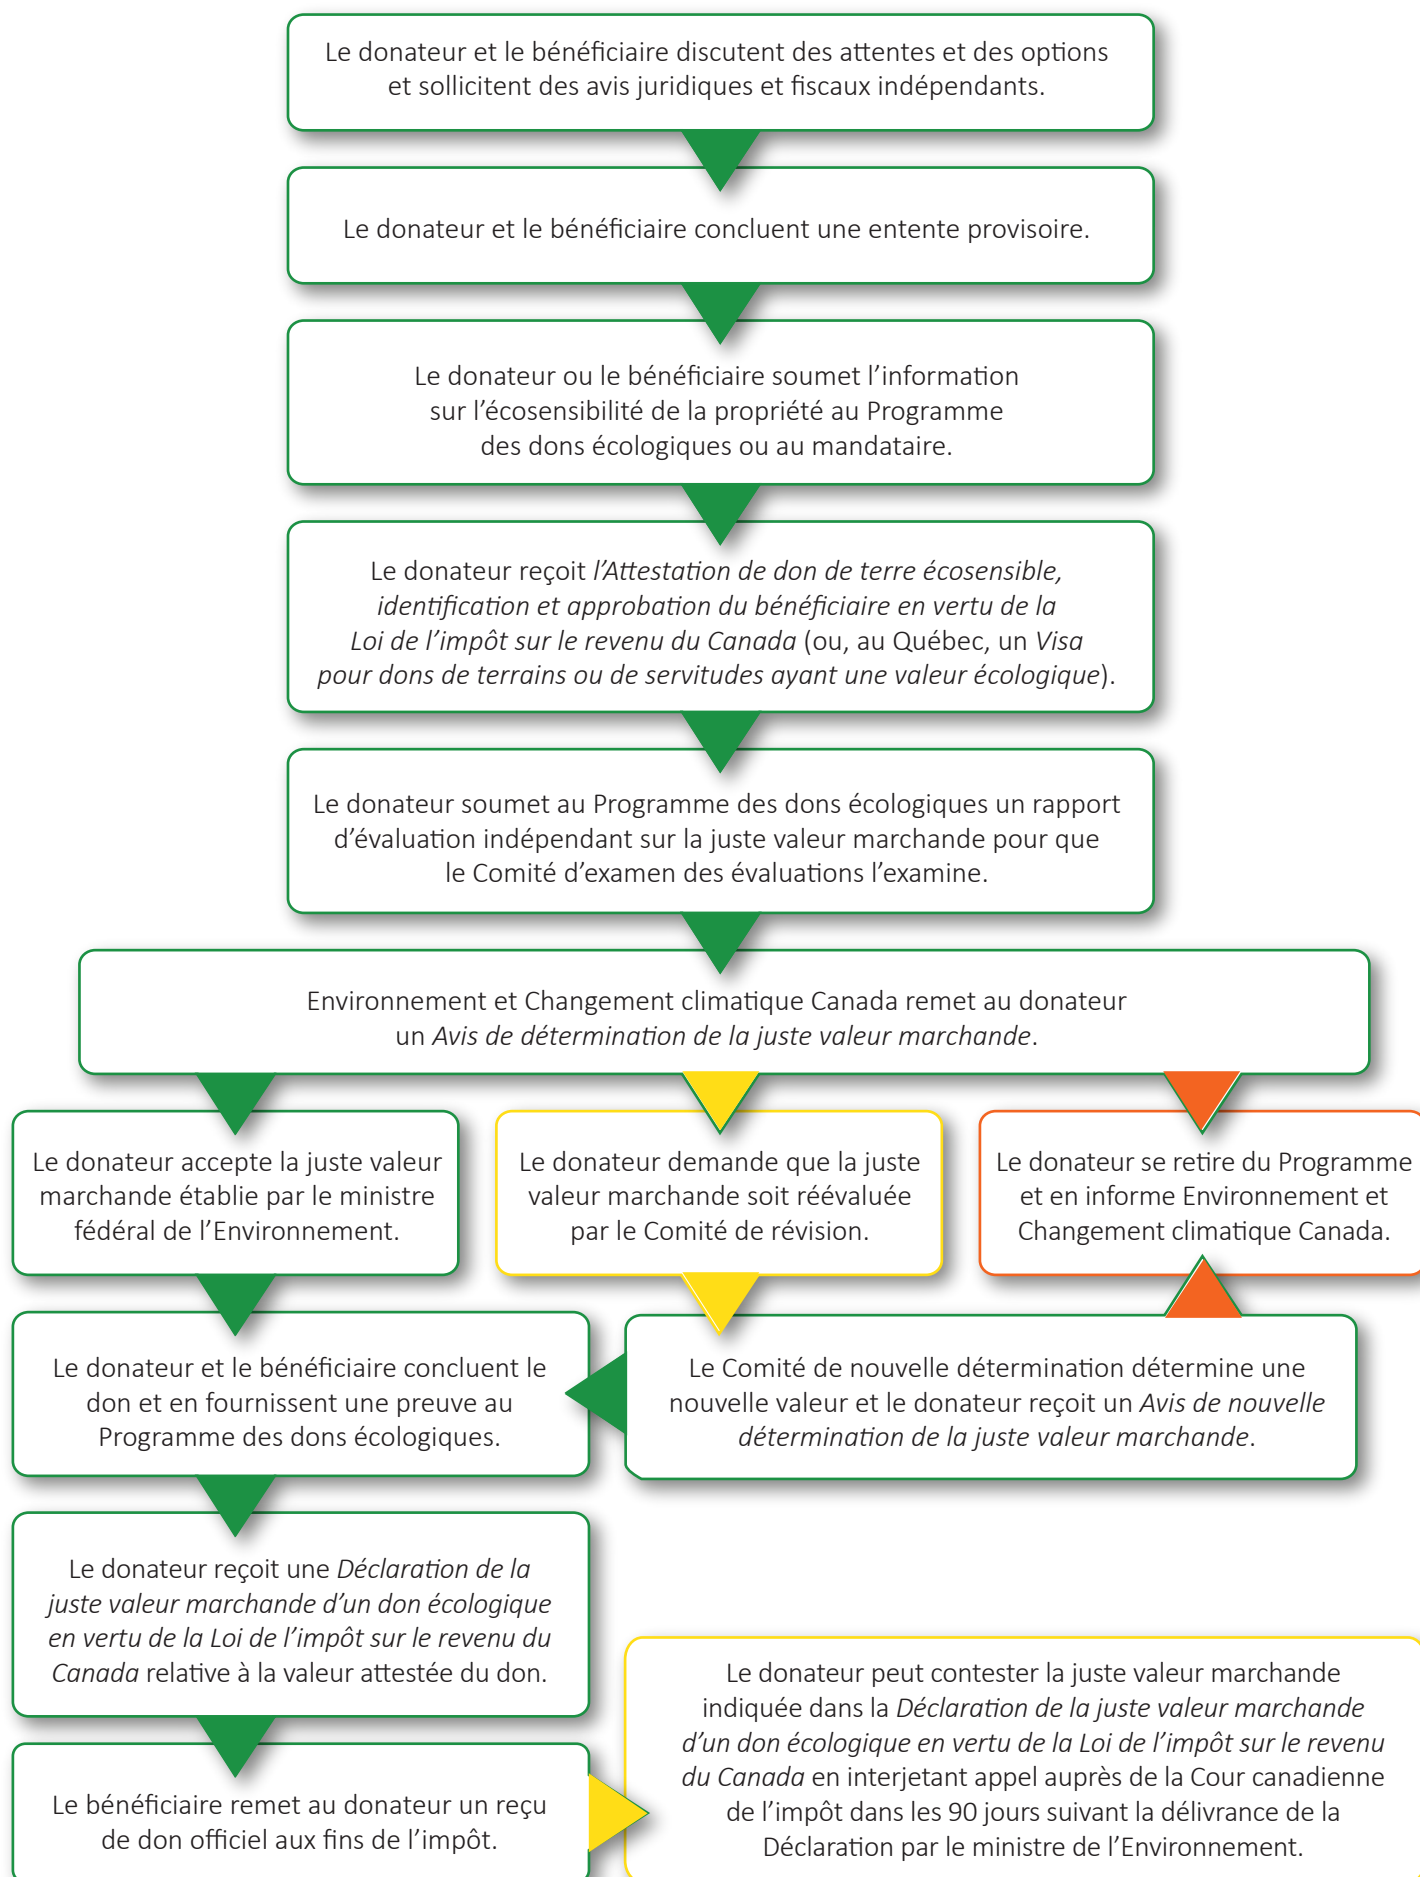 Le donateur et le bénéficiaire discutent des attentes et des options
et sollicitent des avis juridiques et fiscaux indépendants.
Le donateur et le bénéficiaire concluent une entente provisoire.
Le donateur ou le bénéficiaire soumet l’information
sur l’écosensibilité de la propriété au Programme
des dons écologiques ou au mandataire.
Le donateur reçoit l’Attestation de don de terre écosensible,
identification et approbation du bénéficiaire en vertu de la
Loi de l’impôt sur le revenu du Canada (ou, au Québec, un Visa
pour dons de terrains ou de servitudes ayant une valeur écologique).
Le donateur soumet au Programme des dons écologiques un rapport
d’évaluation indépendant sur la juste valeur marchande pour que
le Comité d’examen des évaluations l’examine.
Environnement et Changement climatique Canada remet au donateur
un Avis de détermination de la juste valeur marchande.
Le donateur accepte la juste valeur
marchande établie par le ministre
fédéral de l’Environnement.
Le donateur demande que la juste
valeur marchande soit réévaluée
par le Comité de révision.
Le donateur se retire du Programme
et en informe Environnement et
Changement climatique Canada.
Le donateur et le bénéficiaire concluent le
don et en fournissent une preuve au
Programme des dons écologiques.
Le Comité de nouvelle détermination détermine une
nouvelle valeur et le donateur reçoit un Avis de nouvelle
détermination de la juste valeur marchande.
Le donateur reçoit une Déclaration de la
juste valeur marchande d’un don écologique
en vertu de la Loi de l’impôt sur le revenu du
Canada relative à la valeur attestée du don.
Le bénéficiaire remet au donateur un reçu
de don officiel aux fins de l’impôt.
Le donateur peut contester la juste valeur marchande
indiquée dans la Déclaration de la juste valeur marchande
d’un don écologique en vertu de la Loi de l’impôt sur le revenu
du Canada en interjetant appel auprès de la Cour canadienne
de l’impôt dans les 90 jours suivant la délivrance de la
Déclaration par le ministre de l’Environnement.